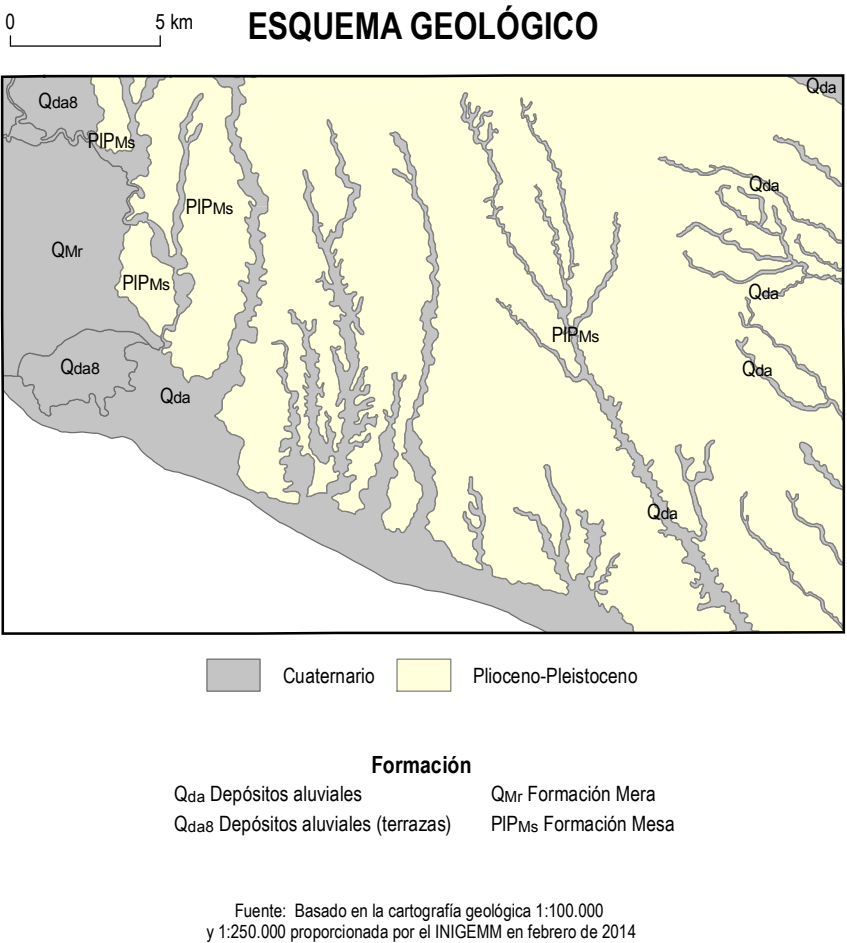 0 5 km
ESQUEMA GEOLÓGICO
Qda8
Qda
PlPMs
Qda
PlPMs
QMr
PlPMs
Qda
PlPMs
Qda8
Qda
Qda
Qda
Cuaternario
Plioceno-Pleistoceno
Formación
Qda Depósitos aluviales
QMr Formación Mera
Qda8 Depósitos aluviales (terrazas)
PlPMs Formación Mesa
Fuente: Basado en la cartografía geológica 1:100.000
y 1:250.000 proporcionada por el INIGEMM en febrero de 2014